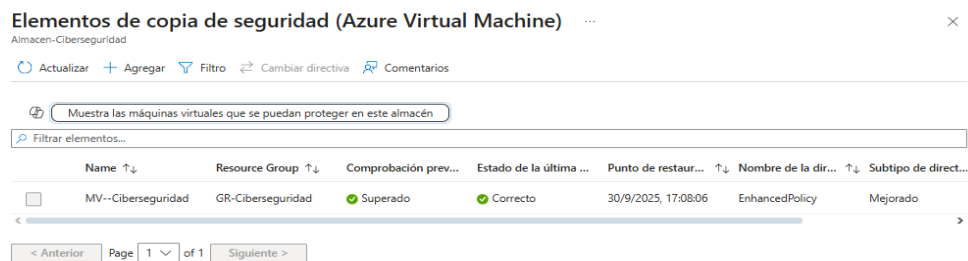 Elementos de copia de seguridad (Azure Virtual Machine) ...
Almacen-Ciberseguridad
Actualizar Agregar Filtro Cambiar directiva Comentarios
Muestra las máquinas virtuales que se puedan proteger en este almacén
Filtrar elementos...
Name ↑↓ Resource Group ↑↓ Comprobación prev... Estado de la última ... Punto de restaur... ↑↓ Nombre de la dir... ↑↓ Subtipo de direct...
MV--Ciberseguridad GR-Ciberseguridad Superado Correcto 30/9/2025, 17:08:06 EnhancedPolicy Mejorado
< Anterior Page 1 of 1 Siguiente >